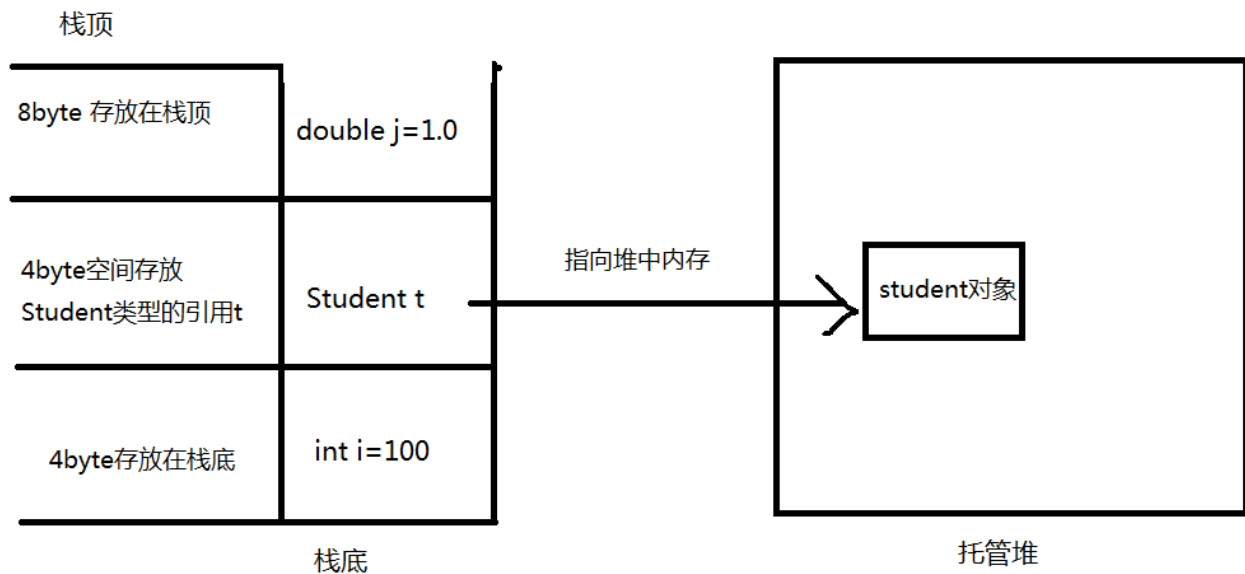 栈顶
8byte 存放在栈顶
double j=1.0
4byte空间存放
Student类型的引用t
Student t
指向堆中内存
student对象
4byte存放在栈底
int i=100
栈底
托管堆